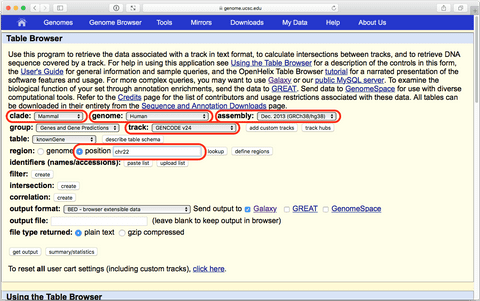 genome.ucsc.edu
Genomes Genome Browser Tools Mirrors Downloads My Data Help About Us
Table Browser
Use this program to retrieve the data associated with a track in text format, to calculate intersections between tracks, and to retrieve DNA
sequence covered by a track. For help in using this application see Using the Table Browser for a description of the controls in this form,
the User's Guide for general information and sample queries, and the OpenHelix Table Browser tutorial for a narrated presentation of the
software features and usage. For more complex queries, you may want to use Galaxy or our public MySQL server. To examine the
biological function of your set through annotation enrichments, send the data to GREAT. Send data to GenomeSpace for use with diverse
computational tools. Refer to the Credits page for the list of contributors and usage restrictions associated with these data. All tables can
be downloaded in their entirety from the Sequence and Annotation Downloads page.
clade: Mammal genome: Human assembly: Dec. 2013 (GRCh38/hg38)
group: Genes and Gene Predictions track: GENCODE v24 add custom tracks track hubs
table: knownGene describe table schema
region: genome position chr22 lookup define regions
identifiers (names/accessions): paste list upload list
filter: create
intersection: create
correlation: create
output format: BED - browser extensible data Send output to Galaxy GREAT GenomeSpace
output file: (leave blank to keep output in browser)
file type returned: plain text gzip compressed
get output summary/statistics
To reset all user cart settings (including custom tracks), click here.
Using the Table Browser